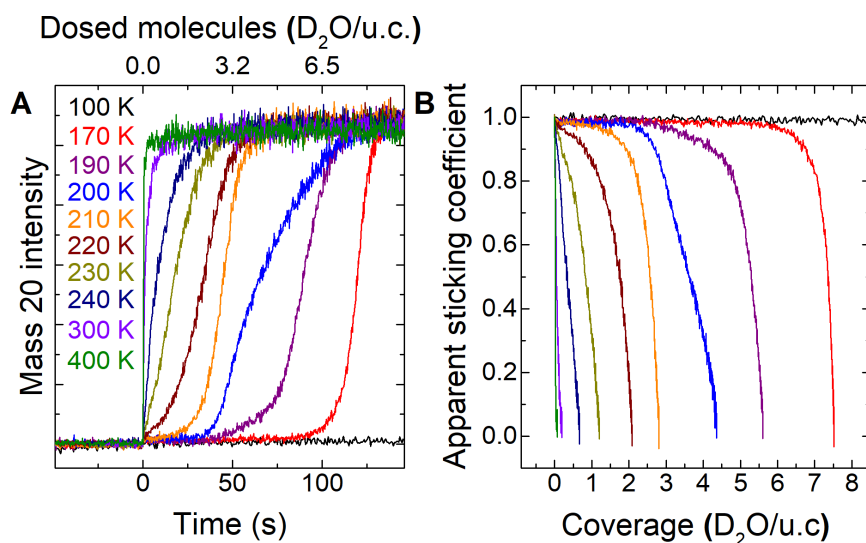 Dosed molecules (D₂O/u.c.)
0.0 3.2 6.5
A
100 K
170 K
190 K
200 K
210 K
220 K
230 K
240 K
300 K
400 K
Mass 20 intensity
0 50 100
Time (s)
B
1.0
0.8
0.6
0.4
0.2
0.0
Apparent sticking coefficient
0 1 2 3 4 5 6 7 8
Coverage (D₂O/u.c)